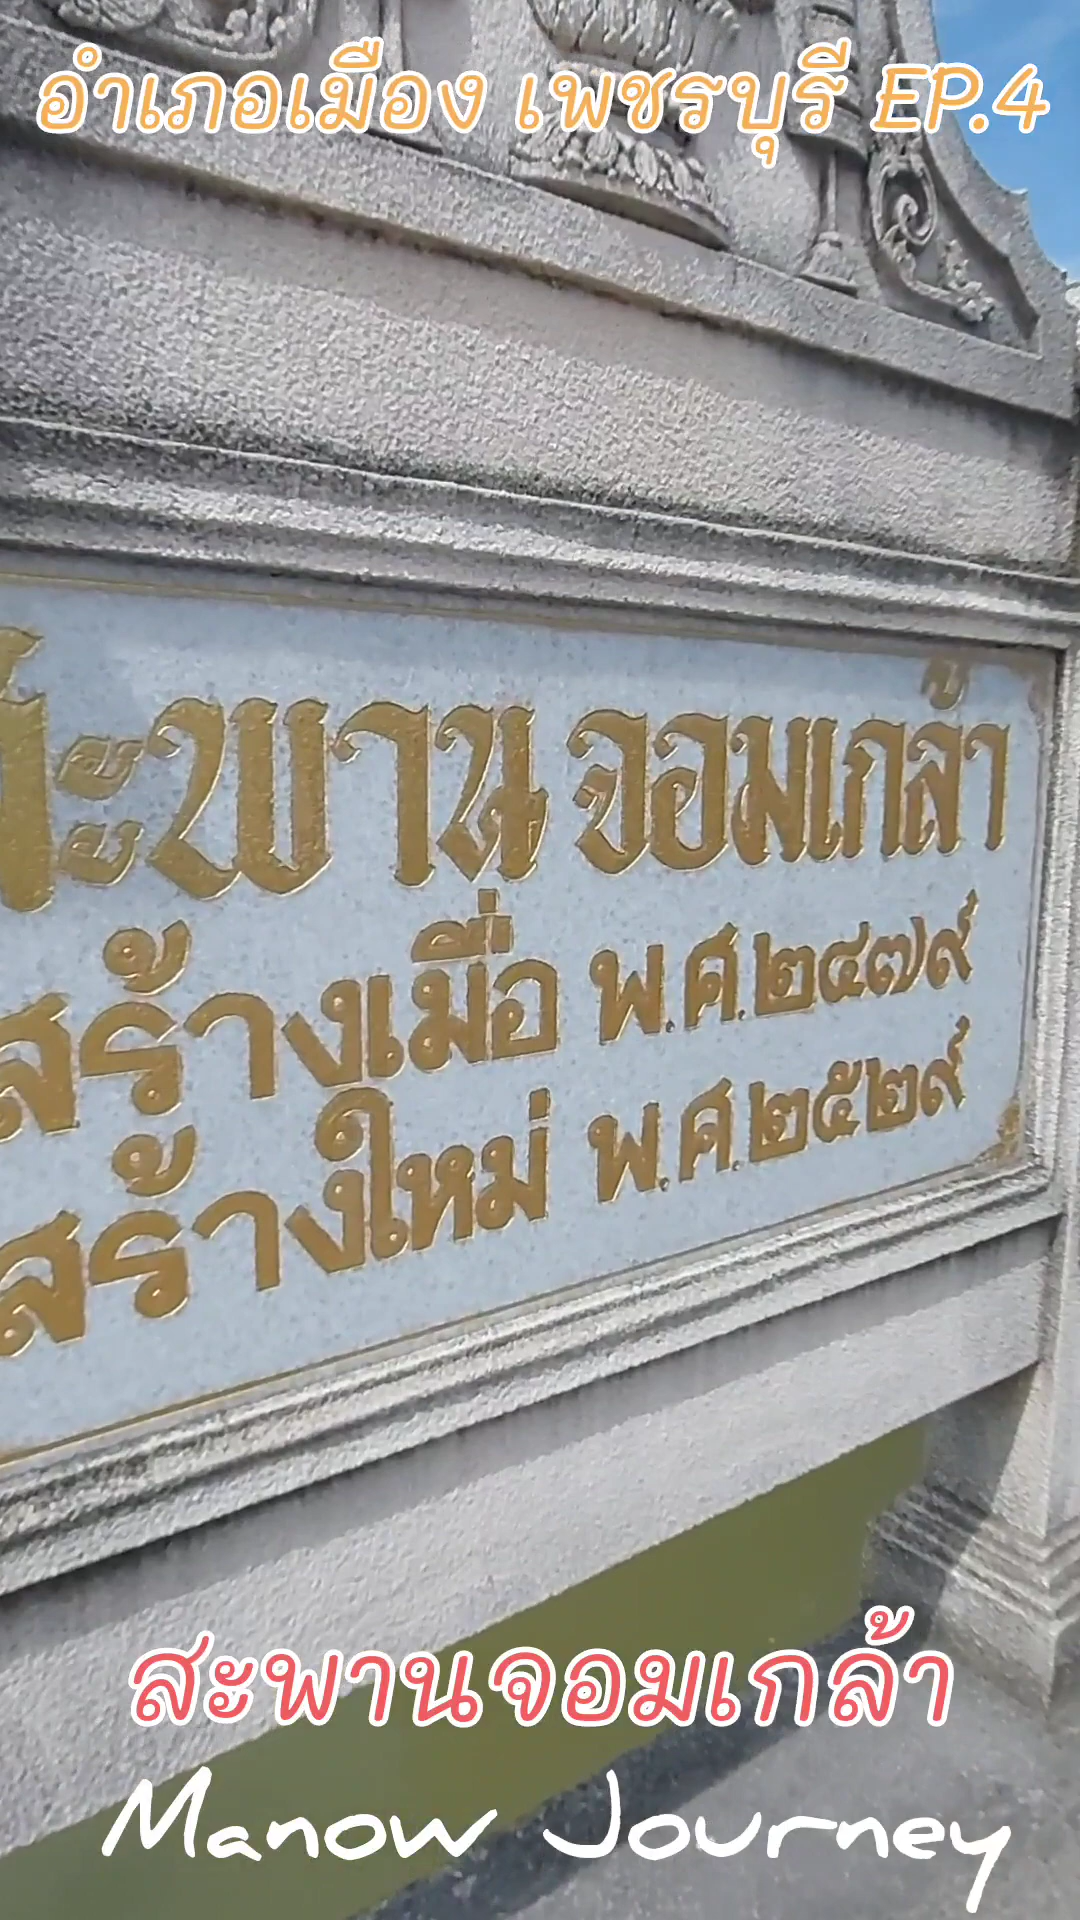 อำเภอเมือง เพชรบุรี EP.4
สะพาน จอมเกล้า
สร้างเมื่อ พ.ศ.๒๔๗๙
สร้างใหม่ พ.ศ.๒๕๒๙
สะพานจอมเกล้า
Manow Journey